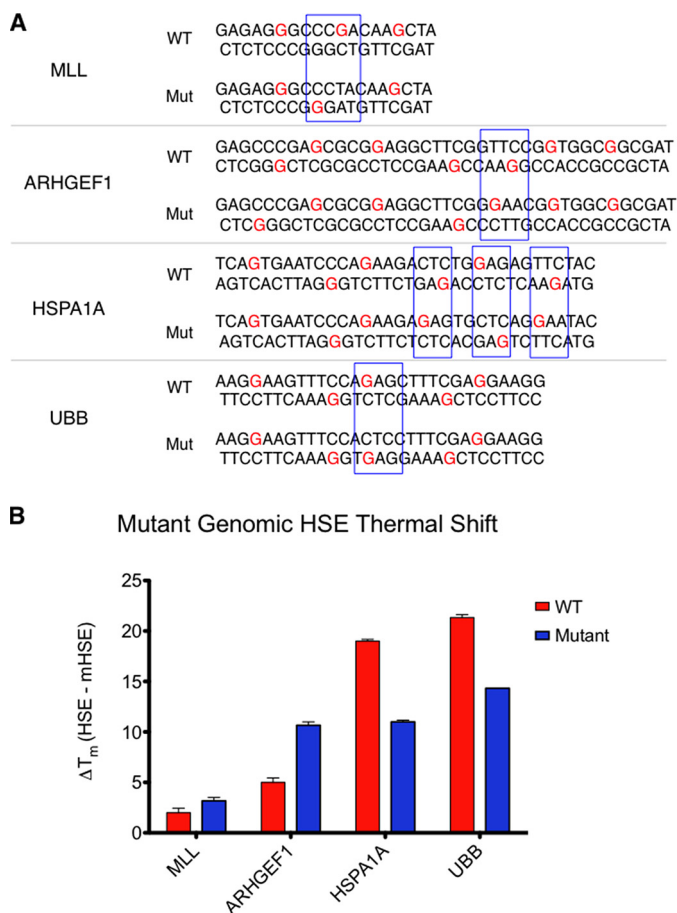 A
MLL
WT
GAGAGGGCCCGACAAGCTA
CTCTCCCGGGCTGTTCGAT
Mut
GAGAGGGCCCTACAAGCTA
CTCTCCCGGGATGTTCGAT
ARHGEF1
WT
GAGCCCGAGCGCGGAGGCTTCGGTTCCGGTGGCGGCGAT
CTCGGGCTCGCGCCTCCGAAGCCAAGGCCACCGCCGCTA
Mut
GAGCCCGAGCGCGGAGGCTTCGGGAACGGTGGCGGCGAT
CTCGGGCTCGCGCCTCCGAAGCCCTTGCCACCGCCGCTA
HSPA1A
WT
TCAGTGAATCCCAGAAGACTCTGGAGAGTTCTAC
AGTCACTTAGGGTCTTCTGAGACCTCTCAAGATG
Mut
TCAGTGAATCCCAGAAGAGAGTGCTCAGGAATAC
AGTCACTTAGGGTCTTCTCTCACGAGTCTTCATG
UBB
WT
AAGGAAGTTTCCAGAGCTTTCGAGGAAGG
TTCCTTCAAAGGTCTCGAAAGCTCCTTCC
Mut
AAGGAAGTTTCCACTCCTTTCGAGGAAGG
TTCCTTCAAAGGTGAGGAAAGCTCCTTCC
B
Mutant Genomic HSE Thermal Shift
ΔTm (HSE - mHSE)
25
20
15
10
5
0
WT
Mutant
MLL
ARHGEF1
HSPA1A
UBB